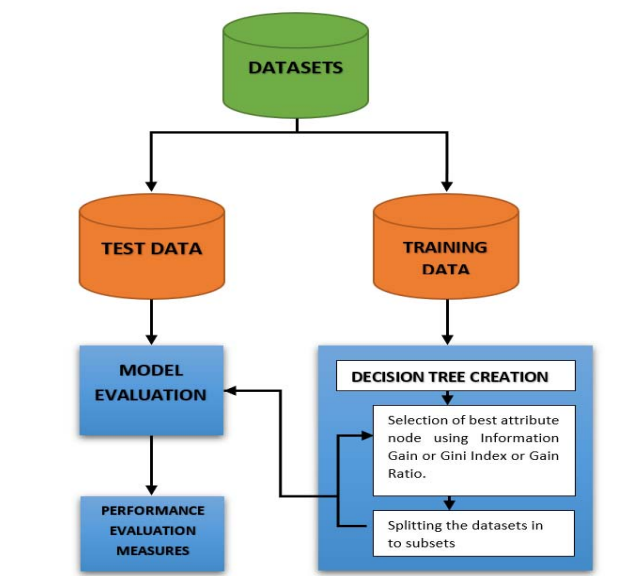 DATASETS
TEST DATA
TRAINING
DATA
MODEL
EVALUATION
DECISION TREE CREATION
Selection of best attribute
node using Information
Gain or Gini Index or Gain
Ratio.
Splitting the datasets in
to subsets
PERFORMANCE
EVALUATION
MEASURES